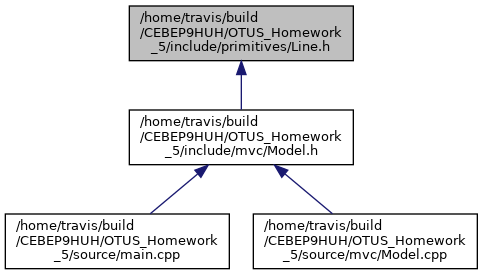 /home/travis/build
/CEBEP9HUH/OTUS_Homework
_5/include/primitives/Line.h
/home/travis/build
/CEBEP9HUH/OTUS_Homework
_5/include/mvc/Model.h
/home/travis/build
/CEBEP9HUH/OTUS_Homework
_5/source/main.cpp
/home/travis/build
/CEBEP9HUH/OTUS_Homework
_5/source/mvc/Model.cpp